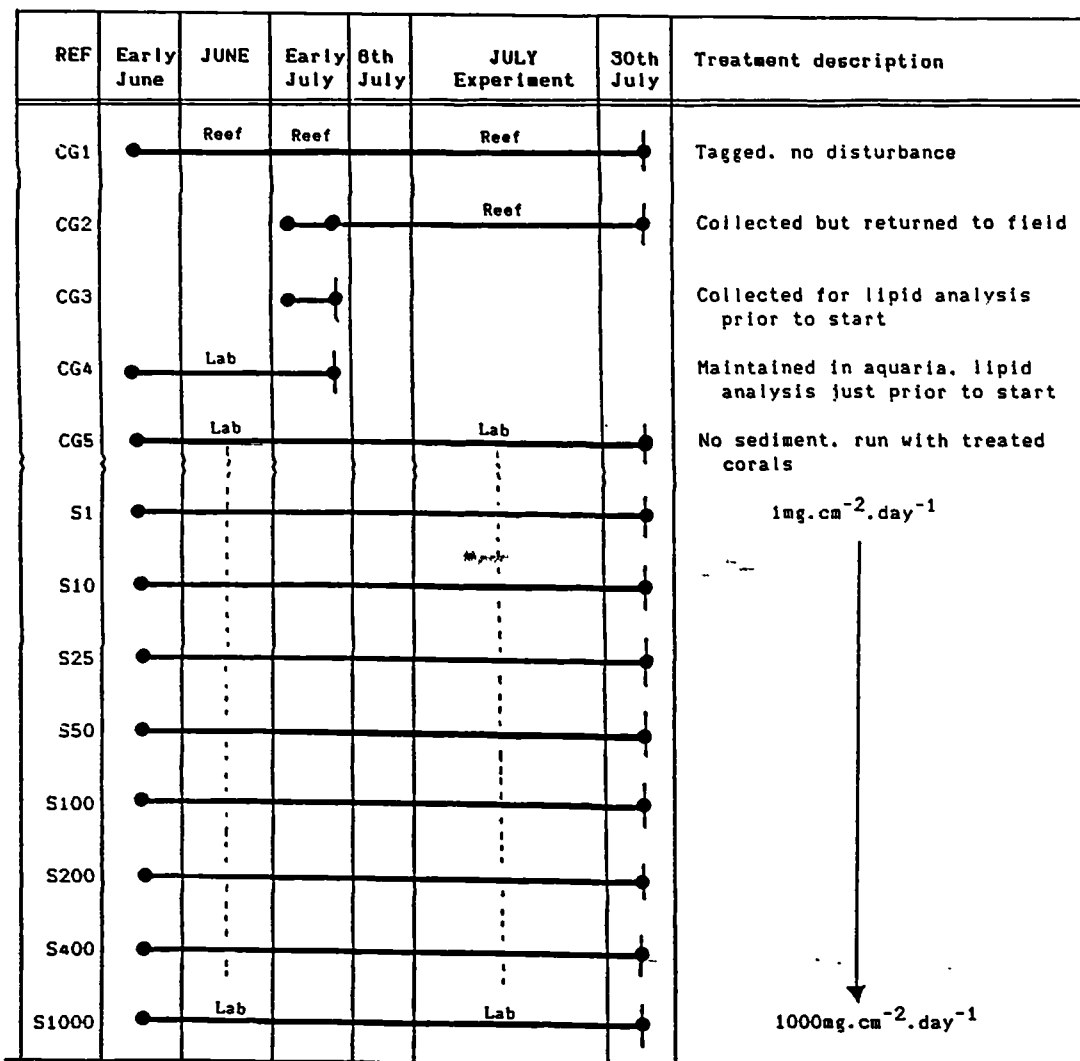 REF Early June JUNE Early July 8th July JULY Experiment 30th July Treatment description
CG1 Reef Reef Reef Tagged. no disturbance
CG2 Reef Collected but returned to field
CG3 Collected for lipid analysis
prior to start
CG4 Lab Maintained in aquaria. lipid
analysis just prior to start
CG5 Lab Lab No sediment. run with treated
corals
S1 1mg.cm⁻².day⁻¹
S10
S25
S50
S100
S200
S400
S1000 Lab Lab 1000mg.cm⁻².day⁻¹